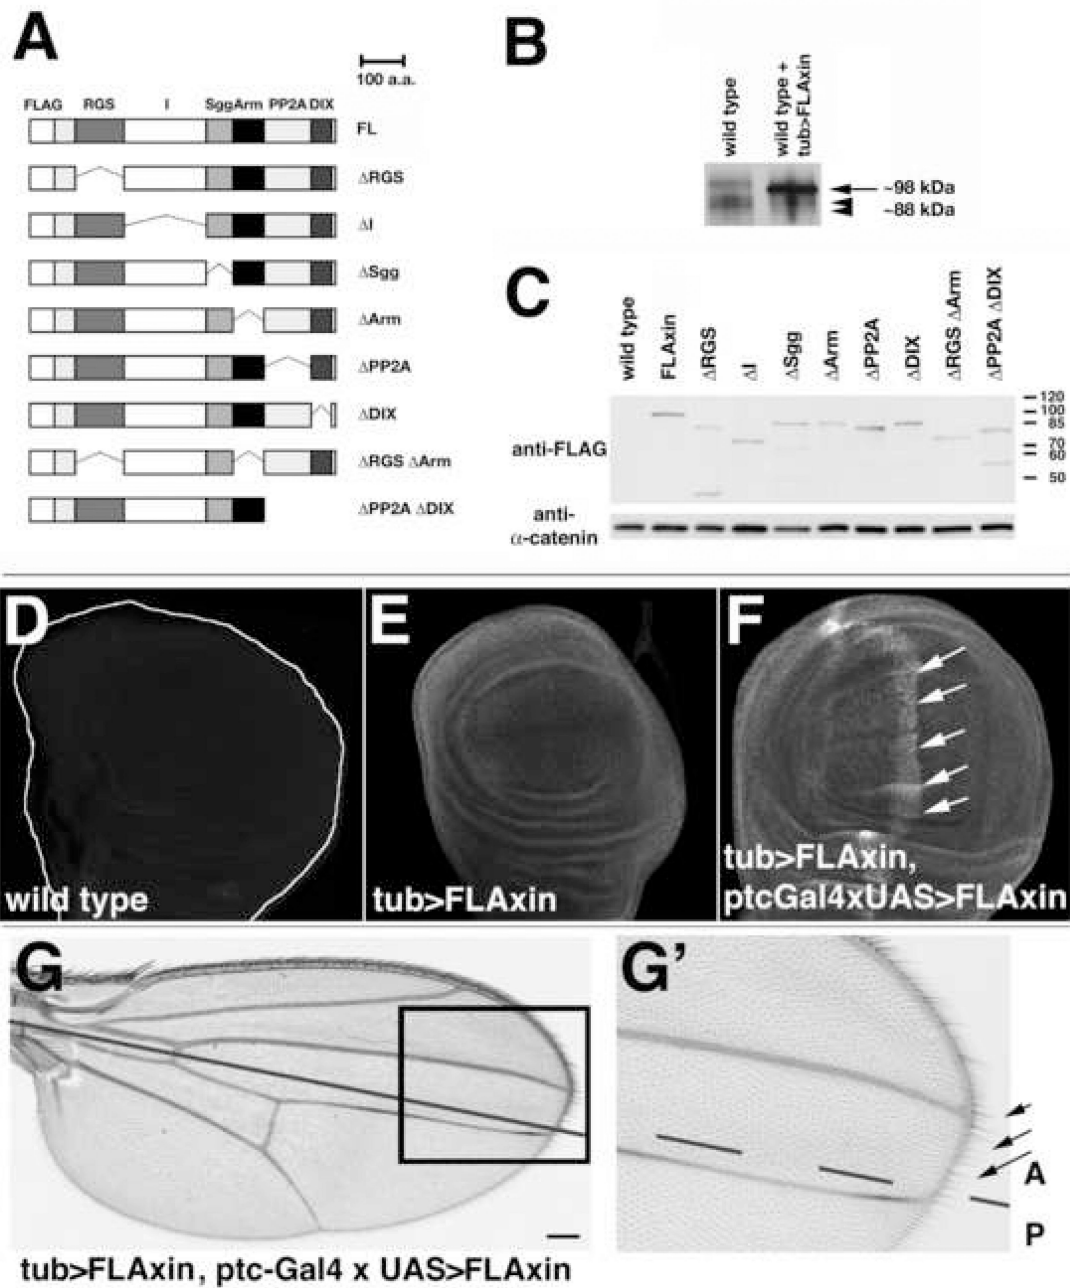 A
100 a.a.
FLAG RGS I SggArm PP2A DIX
FL
ΔRGS
ΔI
ΔSgg
ΔArm
ΔPP2A
ΔDIX
ΔRGS ΔArm
ΔPP2A ΔDIX
B
wild type
wild type +
tub>FLAxin
~98 kDa
~88 kDa
C
wild type
FLAxin
ΔRGS
ΔI
ΔSgg
ΔArm
ΔPP2A
ΔDIX
ΔRGS ΔArm
ΔPP2A ΔDIX
120
100
85
70
60
50
anti-FLAG
anti-
α-catenin
D
wild type
E
tub>FLAxin
F
tub>FLAxin,
ptcGal4xUAS>FLAxin
G
G'
A
P
tub>FLAxin, ptc-Gal4 x UAS>FLAxin